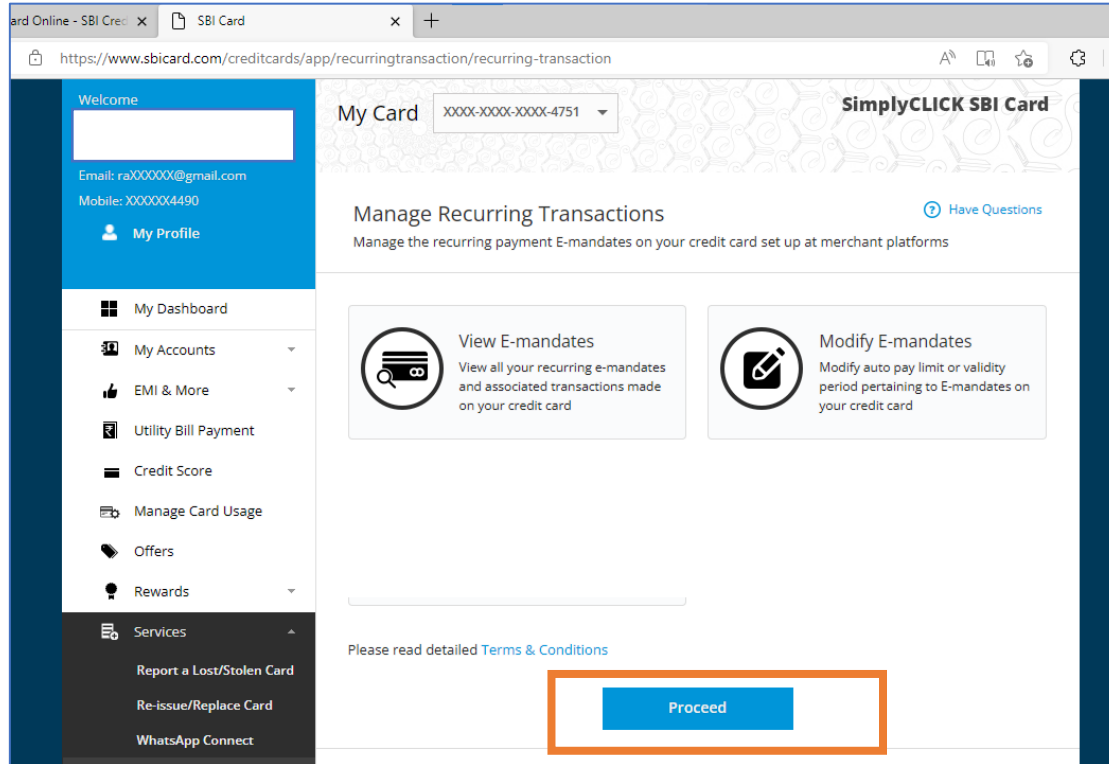 ard Online - SBI Cred
SBI Card
https://www.sbicard.com/creditcards/app/recurringtransaction/recurring-transaction
Welcome
Email: raXXXXXX@gmail.com
Mobile: XXXXXX4490
My Profile
My Dashboard
My Accounts
EMI & More
Utility Bill Payment
Credit Score
Manage Card Usage
Offers
Rewards
Services
Report a Lost/Stolen Card
Re-issue/Replace Card
WhatsApp Connect
My Card XXXX-XXXX-XXXX-4751
SimplyCLICK SBI Card
Manage Recurring Transactions
Have Questions
Manage the recurring payment E-mandates on your credit card set up at merchant platforms
View E-mandates
View all your recurring e-mandates
and associated transactions made
on your credit card
Modify E-mandates
Modify auto pay limit or validity
period pertaining to E-mandates on
your credit card
Please read detailed Terms & Conditions
Proceed